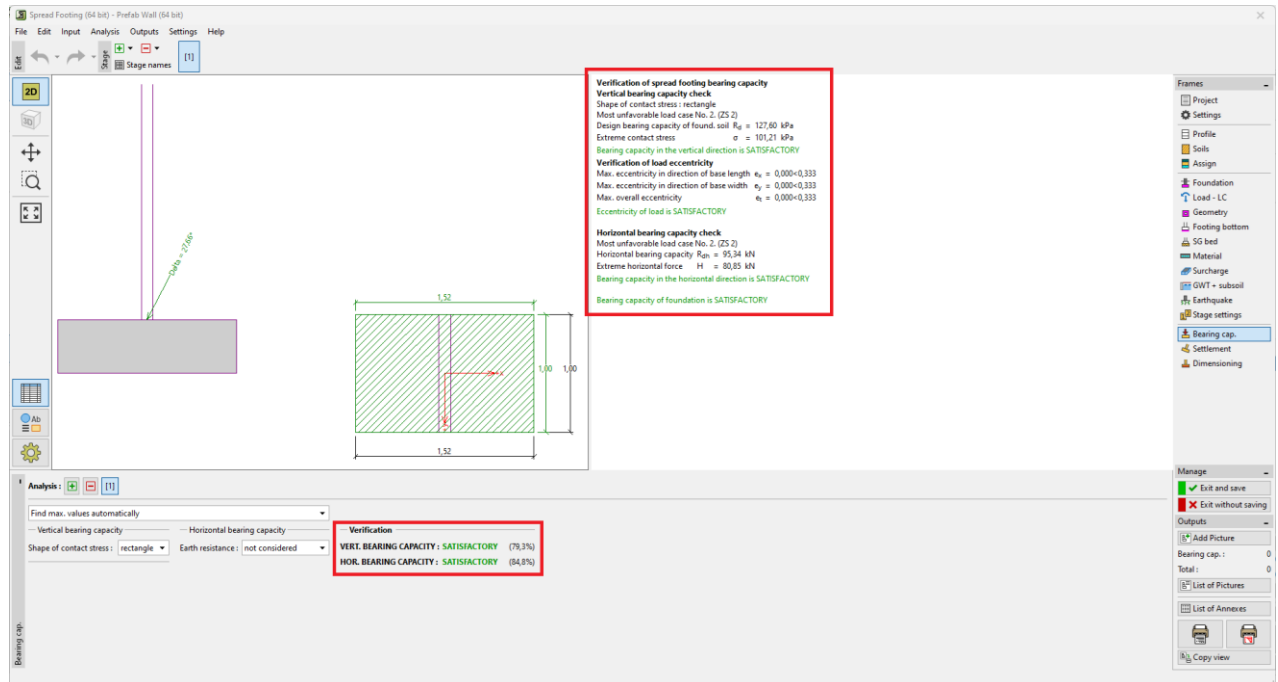 Spread Footing (64 bit) - Prefab Wall (64 bit)
File Edit Input Analysis Outputs Settings Help
Edit
Stage
Stage names
[1]
2D
3D
Ab
Delta = 27,66°
1,52
1,00 1,00
+X
1,52
Verification of spread footing bearing capacity
Vertical bearing capacity check
Shape of contact stress : rectangle
Most unfavorable load case No. 2. (ZS 2)
Design bearing capacity of found. soil Rd = 127,60 kPa
Extreme contact stress σ = 101,21 kPa
Bearing capacity in the vertical direction is SATISFACTORY
Verification of load eccentricity
Max. eccentricity in direction of base length ex = 0,000<0,333
Max. eccentricity in direction of base width ey = 0,000<0,333
Max. overall eccentricity et = 0,000<0,333
Eccentricity of load is SATISFACTORY
Horizontal bearing capacity check
Most unfavorable load case No. 2. (ZS 2)
Horizontal bearing capacity Rdh = 95,34 kN
Extreme horizontal force H = 80,85 kN
Bearing capacity in the horizontal direction is SATISFACTORY
Bearing capacity of foundation is SATISFACTORY
Frames
Project
Settings
Profile
Soils
Assign
Foundation
Load - LC
Geometry
Footing bottom
SG bed
Material
Surcharge
GWT + subsoil
Earthquake
Stage settings
Bearing cap.
Settlement
Dimensioning
Bearing cap.
Analysis : [1]
Find max. values automatically
Vertical bearing capacity
Shape of contact stress : rectangle
Horizontal bearing capacity
Earth resistance : not considered
Verification
VERT. BEARING CAPACITY : SATISFACTORY (79,3%)
HOR. BEARING CAPACITY : SATISFACTORY (84,8%)
Manage
Exit and save
Exit without saving
Outputs
Add Picture
Bearing cap. : 0
Total : 0
List of Pictures
List of Annexes
Copy view